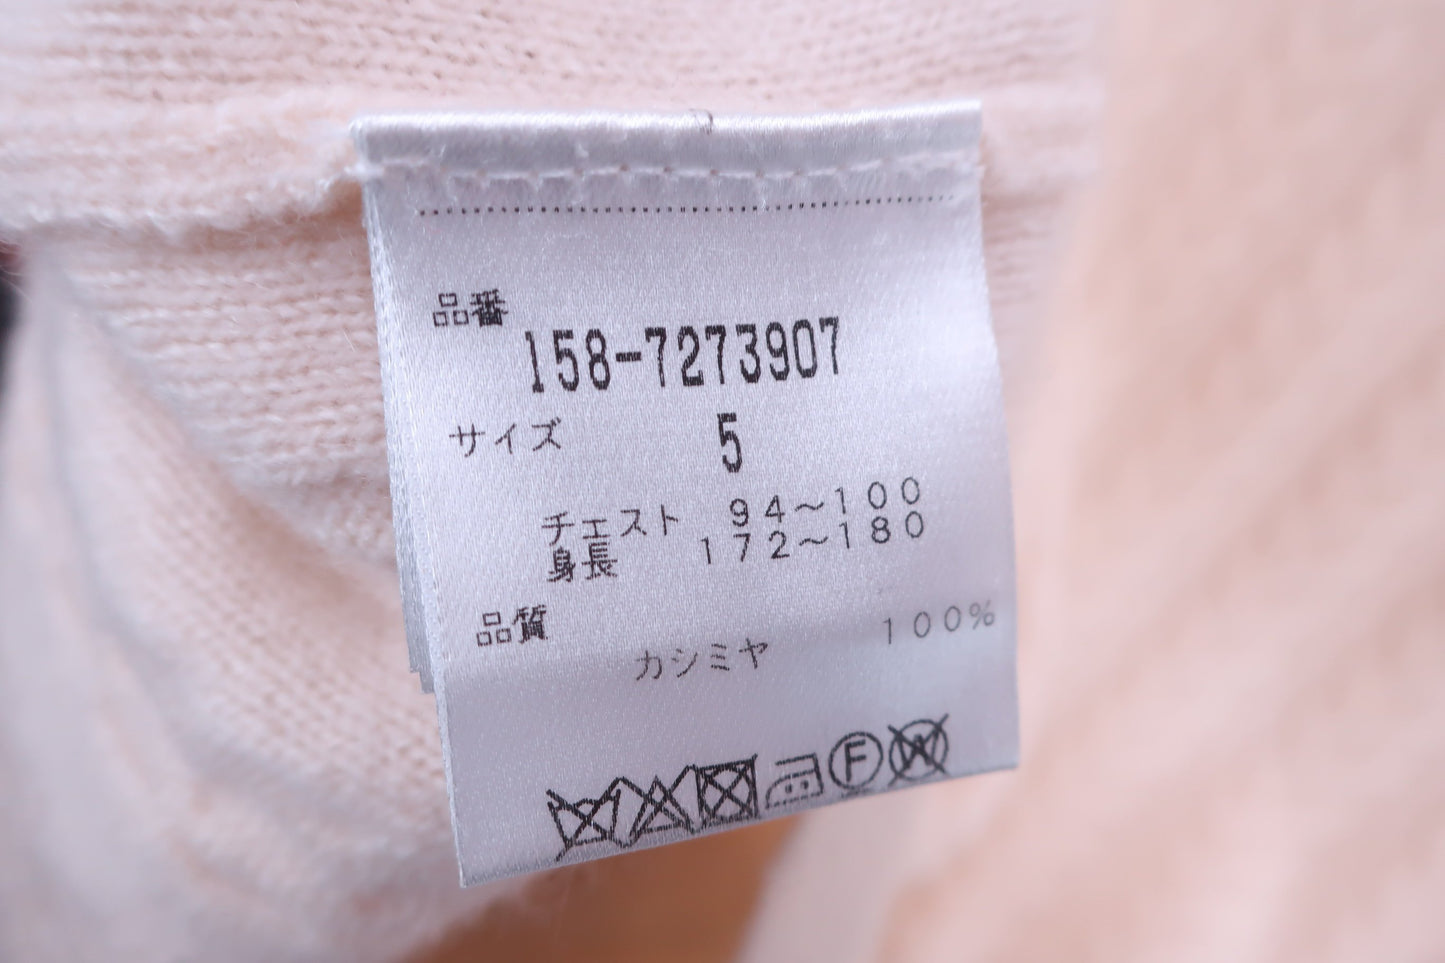 品番
158-7273907
サイズ 5
チェスト 94～100
身長 172～180
品質
カシミヤ 100%
F W